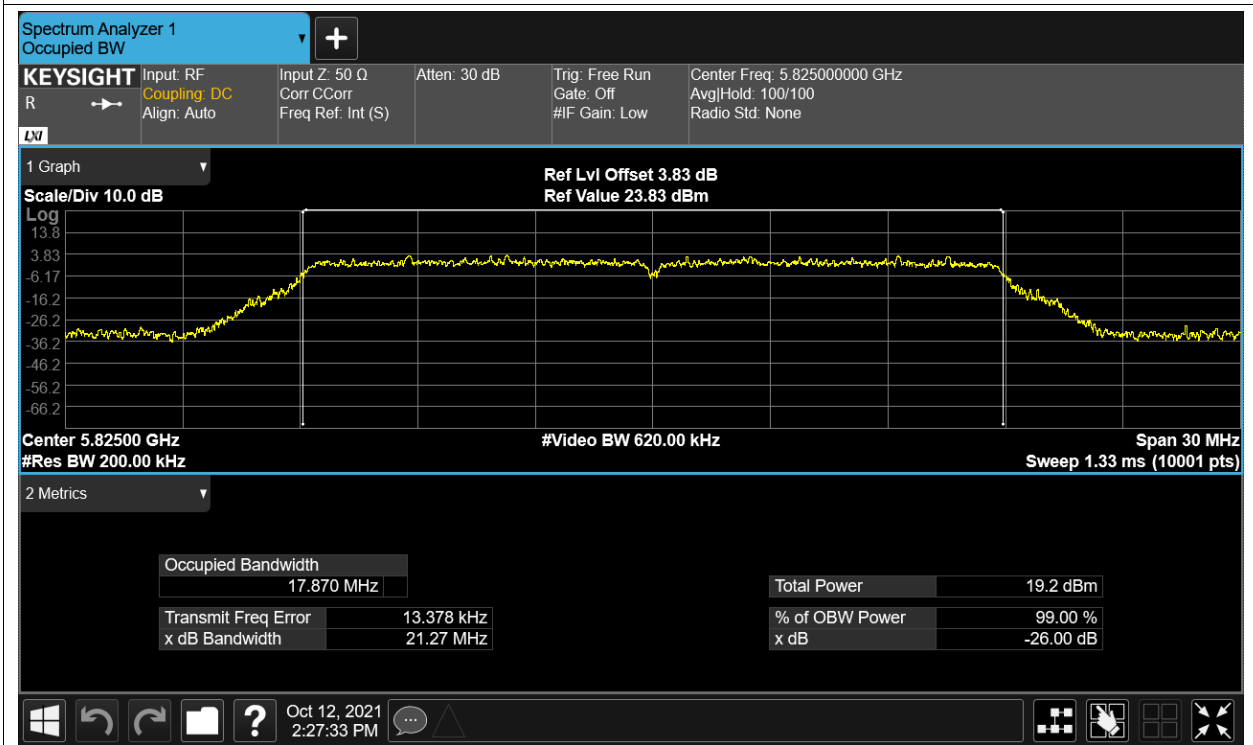 Spectrum Analyzer 1
Occupied BW
▼
+
KEYSIGHT
R
LXI
Input: RF
Coupling: DC
Align: Auto
Input Z: 50 Ω
Corr CCorr
Freq Ref: Int (S)
Atten: 30 dB
Trig: Free Run
Gate: Off
#IF Gain: Low
Center Freq: 5.825000000 GHz
Avg|Hold: 100/100
Radio Std: None
1 Graph ▼
Scale/Div 10.0 dB
Ref Lvl Offset 3.83 dB
Ref Value 23.83 dBm
Log
13.8
3.83
-6.17
-16.2
-26.2
-36.2
-46.2
-56.2
-66.2
Center 5.82500 GHz
#Res BW 200.00 kHz
#Video BW 620.00 kHz
Span 30 MHz
Sweep 1.33 ms (10001 pts)
2 Metrics ▼
Occupied Bandwidth
17.870 MHz
Transmit Freq Error 13.378 kHz
x dB Bandwidth 21.27 MHz
Total Power 19.2 dBm
% of OBW Power 99.00 %
x dB -26.00 dB
?
Oct 12, 2021
2:27:33 PM